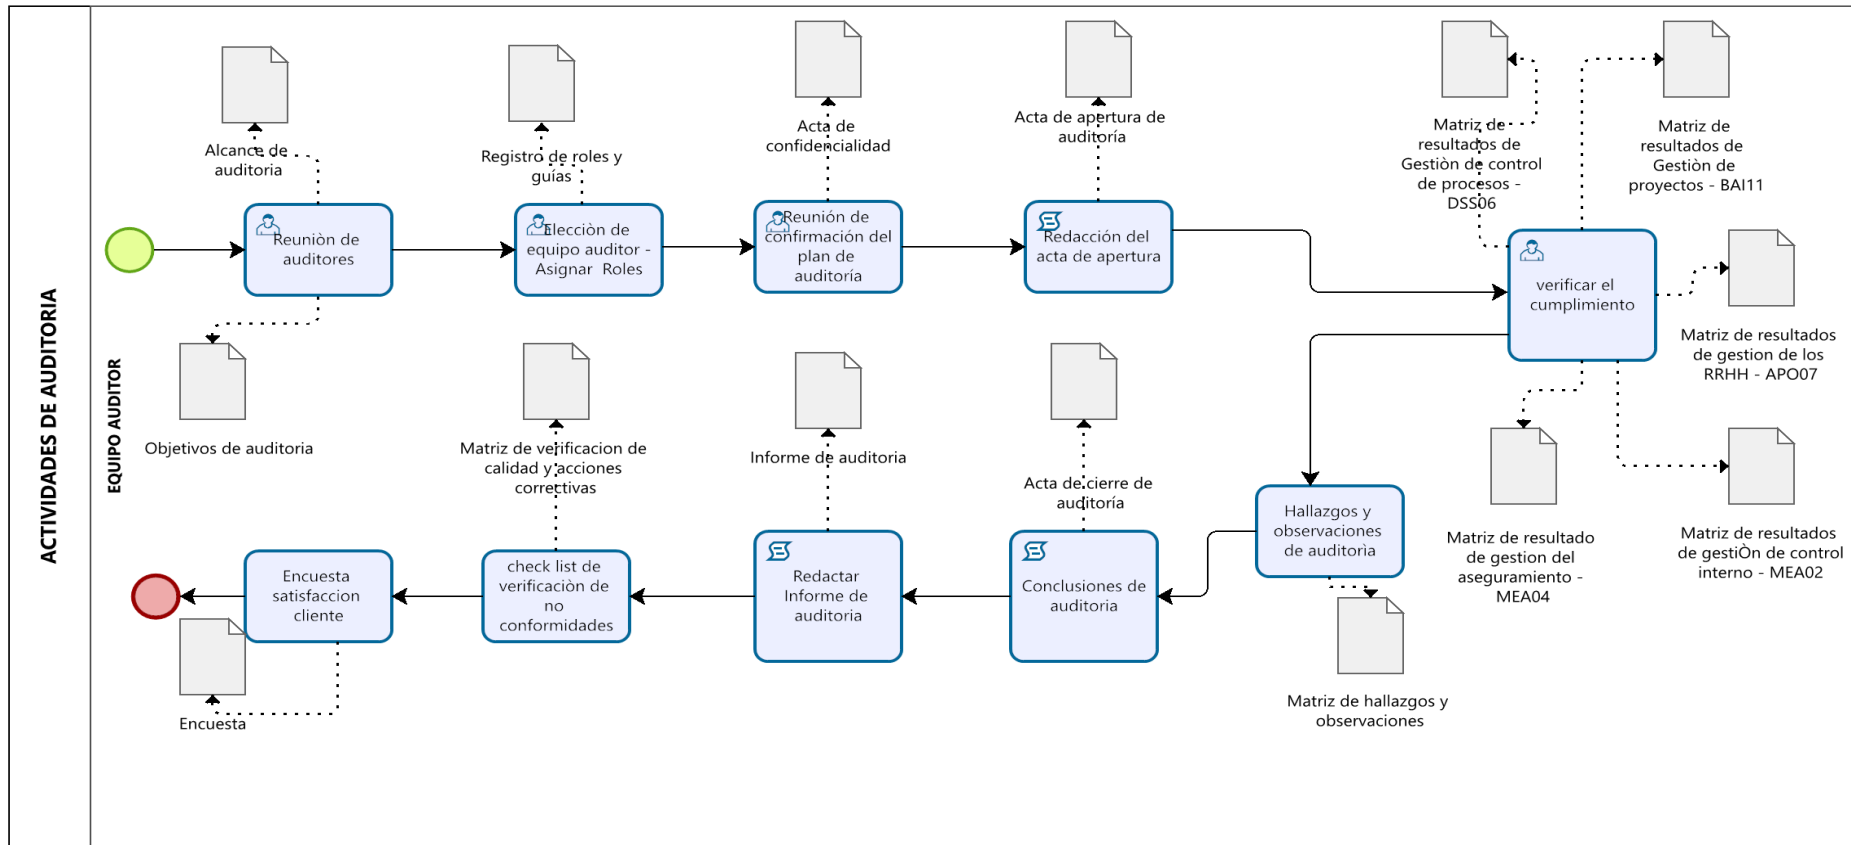 ACTIVIDADES DE AUDITORIA
EQUIPO AUDITOR
Alcance de
auditoria
Registro de roles y
guías
Acta de
confidencialidad
Acta de apertura de
auditoría
Matriz de
resultados de
Gestiòn de control
de procesos -
DSS06
Matriz de
resultados de
Gestiòn de
proyectos - BAI11
Reuniòn de
auditores
Elecciòn de
equipo auditor -
Asignar Roles
Reunión de
confirmación del
plan de
auditoría
Redacción del
acta de apertura
verificar el
cumplimiento
Matriz de resultados
de gestion de los
RRHH - APO07
Objetivos de auditoria
Matriz de verificacion de
calidad y acciones
correctivas
Informe de auditoria
Acta de cierre de
auditoría
Hallazgos y
observaciones
de auditorìa
Matriz de resultado
de gestion del
aseguramiento -
MEA04
Matriz de resultados
de gestiÒn de control
interno - MEA02
Encuesta
satisfaccion
cliente
check list de
verificaciòn de
no
conformidades
Redactar
Informe de
auditoria
Conclusiones de
auditoria
Encuesta
Matriz de hallazgos y
observaciones